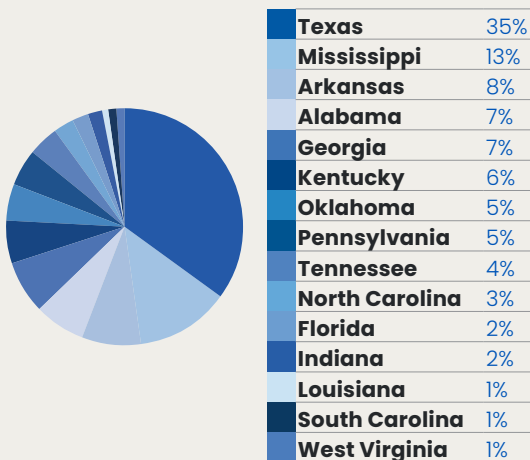 Texas 35%
Mississippi 13%
Arkansas 8%
Alabama 7%
Georgia 7%
Kentucky 6%
Oklahoma 5%
Pennsylvania 5%
Tennessee 4%
North Carolina 3%
Florida 2%
Indiana 2%
Louisiana 1%
South Carolina 1%
West Virginia 1%